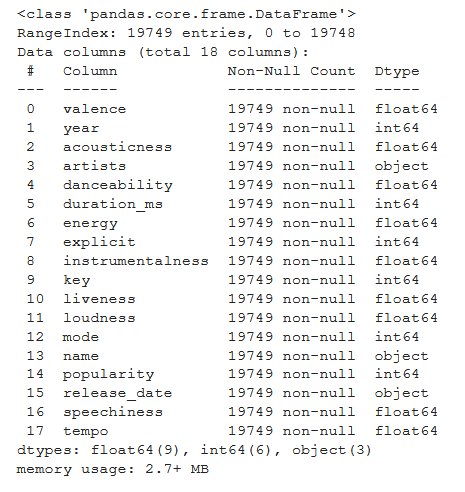 <class 'pandas.core.frame.DataFrame'>
RangeIndex: 19749 entries, 0 to 19748
Data columns (total 18 columns):
 #   Column            Non-Null Count  Dtype
---  ------            --------------  -----
 0   valence           19749 non-null  float64
 1   year              19749 non-null  int64
 2   acousticness      19749 non-null  float64
 3   artists           19749 non-null  object
 4   danceability      19749 non-null  float64
 5   duration_ms       19749 non-null  int64
 6   energy            19749 non-null  float64
 7   explicit          19749 non-null  int64
 8   instrumentalness  19749 non-null  float64
 9   key               19749 non-null  int64
 10  liveness          19749 non-null  float64
 11  loudness          19749 non-null  float64
 12  mode              19749 non-null  int64
 13  name              19749 non-null  object
 14  popularity        19749 non-null  int64
 15  release_date      19749 non-null  object
 16  speechiness       19749 non-null  float64
 17  tempo             19749 non-null  float64
dtypes: float64(9), int64(6), object(3)
memory usage: 2.7+ MB